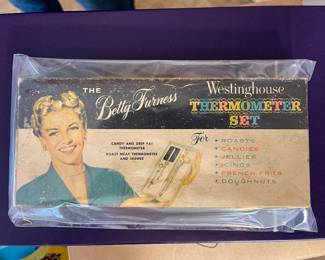 THE
Betty Furness
Westinghouse
THERMOMETER
SET
CANDY AND DEEP FAT
THERMOMETER
ROAST MEAT THERMOMETER
AND SKEWER
For
• ROASTS
• CANDIES
• JELLIES
• ICINGS
• FRENCH FRIES
• DOUGHNUTS